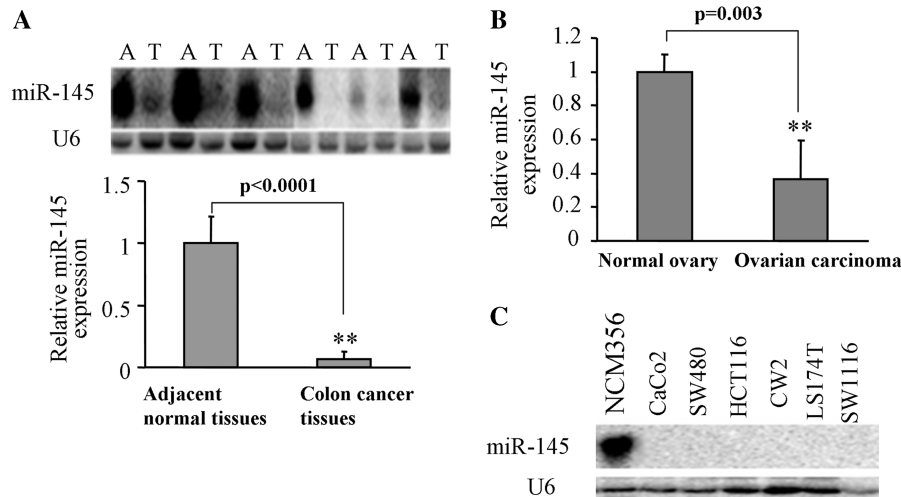 A
A T A T A T A T A T A T
miR-145
U6
p<0.0001
Relative miR-145
expression
1.5
1
0.5
0
**
Adjacent
normal tissues
Colon cancer
tissues
B
p=0.003
Relative miR-145
expression
1.2
1
0.8
0.6
0.4
0.2
0
**
Normal ovary
Ovarian carcinoma
C
NCM356
CaCo2
SW480
HCT116
CW2
LS174T
SW1116
miR-145
U6